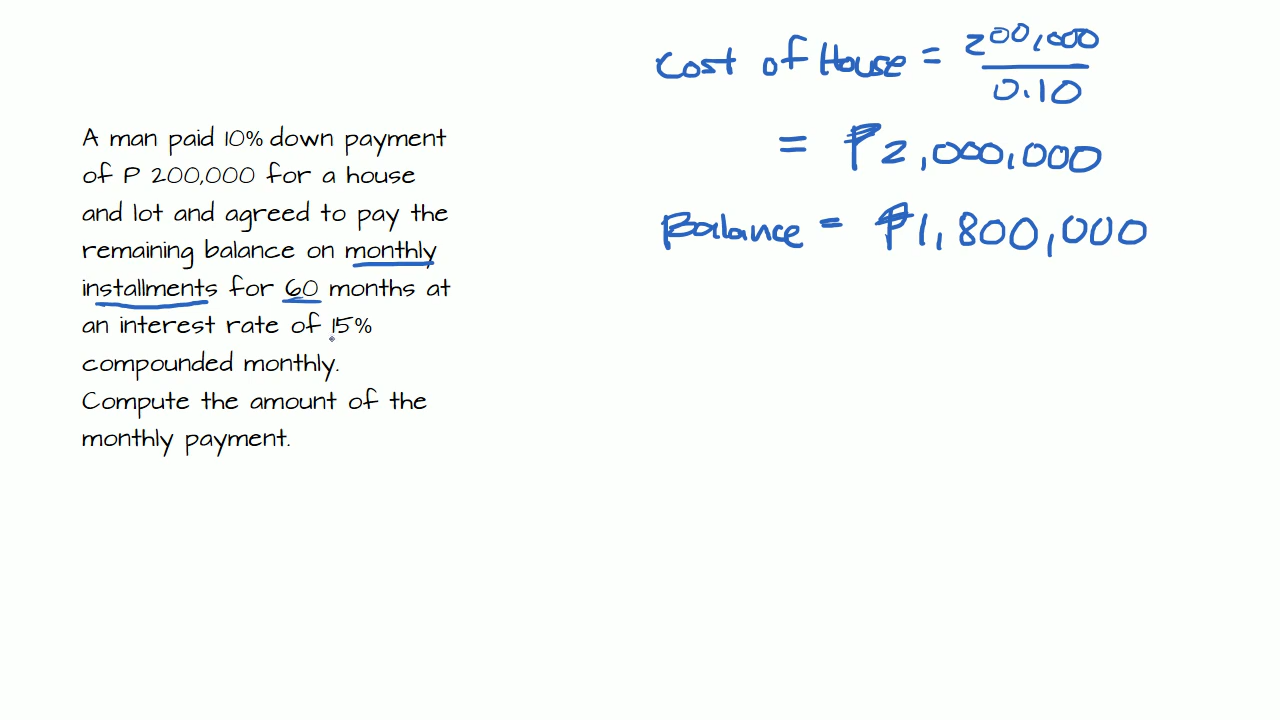 A man paid 10% down payment
of P 200,000 for a house
and lot and agreed to pay the
remaining balance on monthly
installments for 60 months at
an interest rate of 15%
compounded monthly.
Compute the amount of the
monthly payment.
Cost of House = 200,000
0.10
= ₱2,000,000
Balance = ₱1,800,000